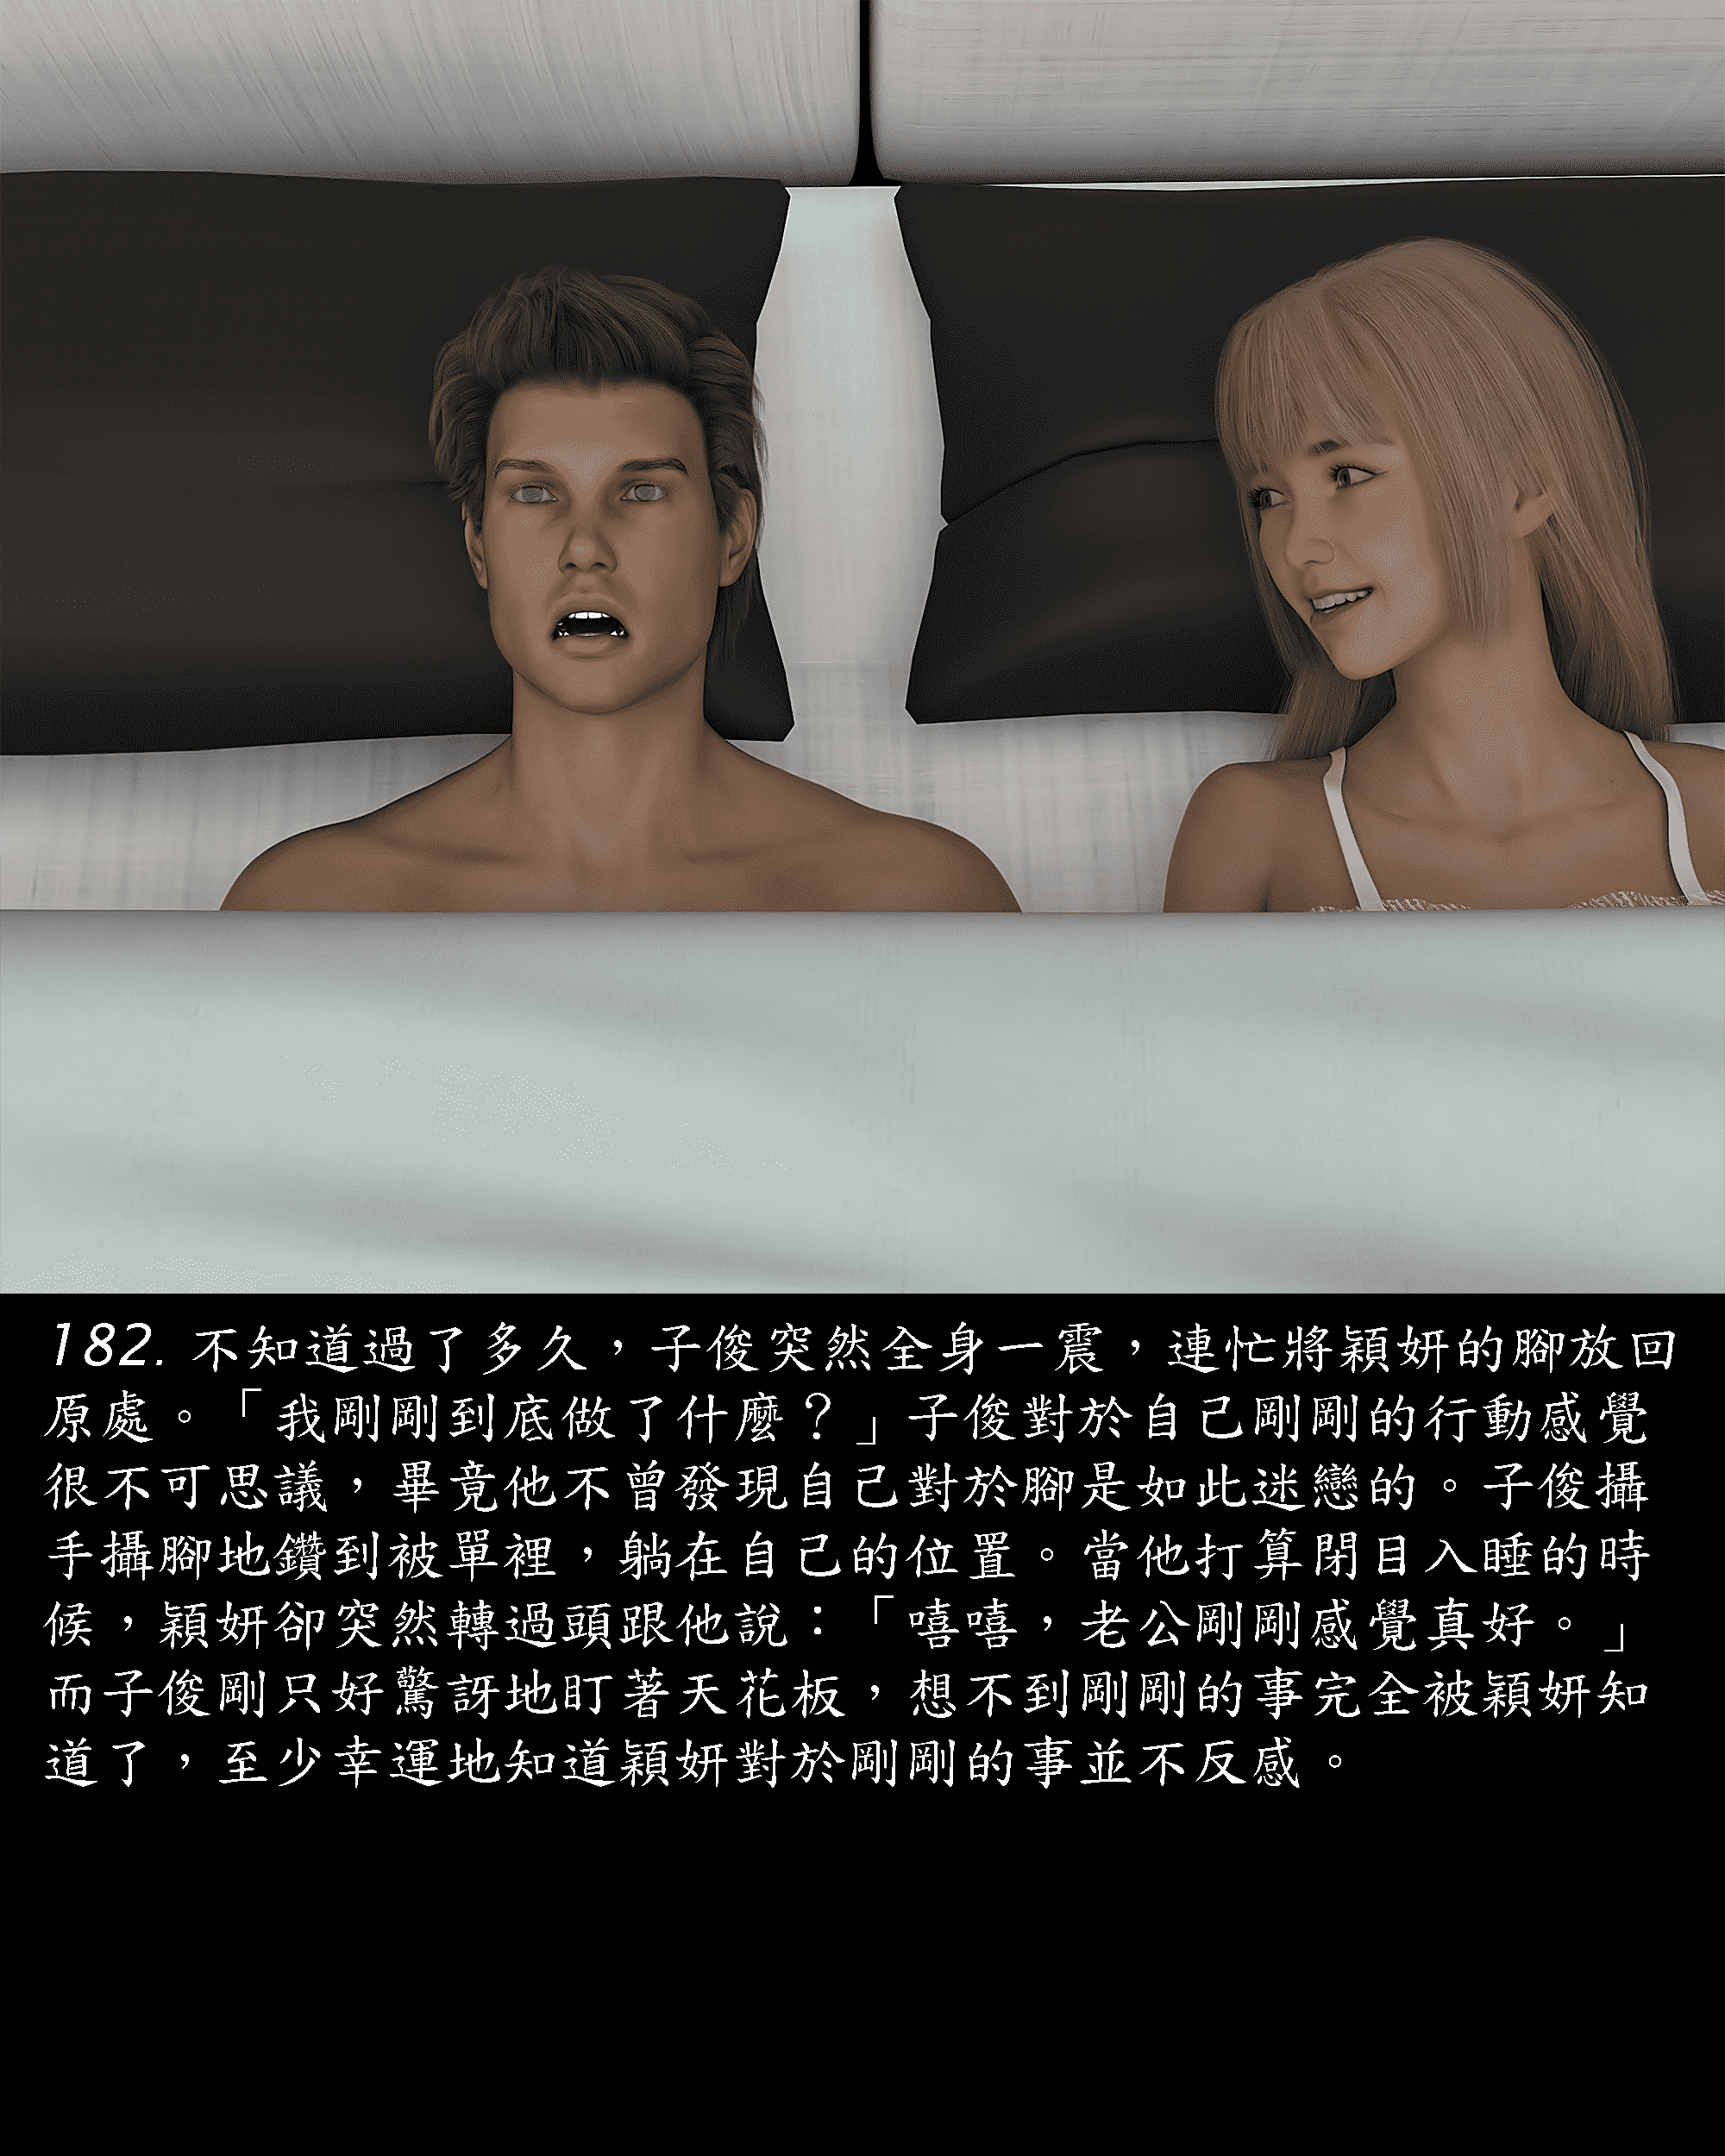 182. 不知道過了多久，子俊突然全身一震，連忙將穎妍的腳放回
原處。「我剛剛到底做了什麼？」子俊對於自己剛剛的行動感覺
很不可思議，畢竟他不曾發現自己對於腳是如此迷戀的。子俊攝
手攝腳地鑽到被單裡，躺在自己的位置。當他打算閉目入睡的時
候，穎妍卻突然轉過頭跟他說：「嘻嘻，老公剛剛感覺真好。」
而子俊剛只好驚訝地盯著天花板，想不到剛剛的事完全被穎妍知
道了，至少幸運地知道穎妍對於剛剛的事並不反感。